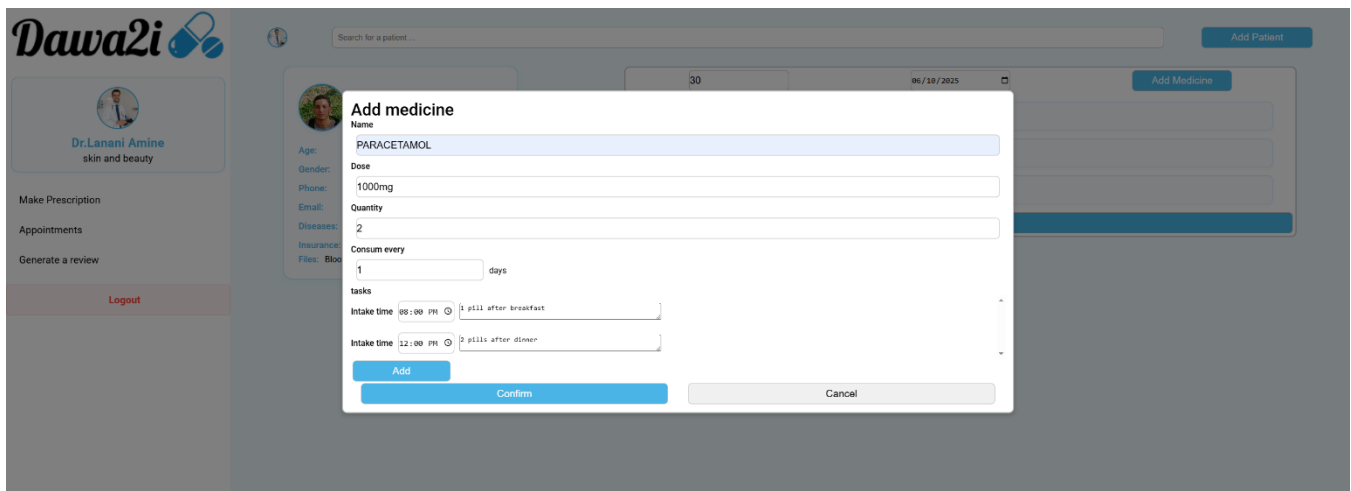 Dawa2i
Search for a patient...
Add Patient
30
06/10/2025
Add Medicine
Dr.Lanani Amine
skin and beauty
Make Prescription
Appointments
Generate a review
Logout
Age:
Gender:
Phone:
Email:
Diseases:
Insurance:
Files: Bloo
Add medicine
Name
PARACETAMOL
Dose
1000mg
Quantity
2
Consum every
1 days
tasks
Intake time 08:00 PM 1 pill after breakfast
Intake time 12:00 PM 2 pills after dinner
Add
Confirm Cancel